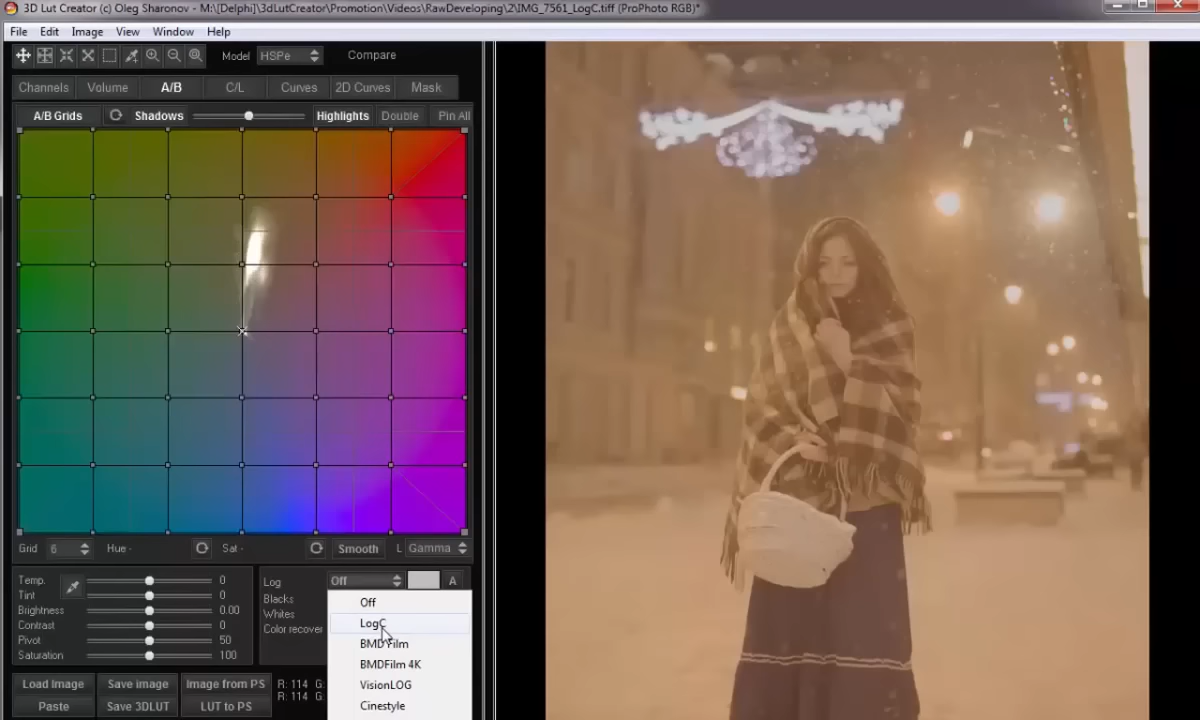 3D Lut Creator (c) Oleg Sharonov - M:\[Delphi]\3dLutCreator\Promotion\Videos\RawDeveloping\2\IMG_7561_LogC.tiff (ProPhoto RGB)*
File Edit Image View Window Help
Model HSPe Compare
Channels Volume A/B C/L Curves 2D Curves Mask
A/B Grids Shadows Highlights Double Pin All
Grid 6 Hue - Sat - Smooth L Gamma
Temp. 0
Tint 0
Brightness 0.00
Contrast 0
Pivot 50
Saturation 100
Log Off A
Blacks
Whites
Color recover
Off
LogC
BMDFilm
BMDFilm 4K
VisionLOG
Cinestyle
Load Image Save image Image from PS
Paste Save 3DLUT LUT to PS
R: 114 G:
R: 114 G: